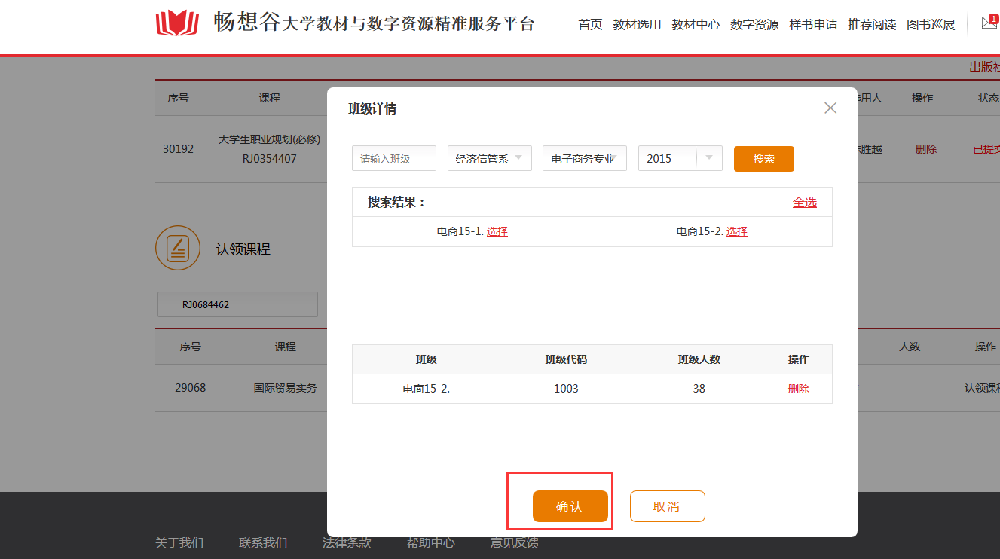 畅想谷大学教材与数字资源精准服务平台
首页 教材选用 教材中心 数字资源 样书申请 推荐阅读 图书巡展 1
出版社
序号 课程 选用人 操作 状态
30192 大学生职业规划(必修) 胜越 删除 已提交
RJ0354407
班级详情
请输入班级 经济信管系 电子商务专业 2015 搜索
搜索结果： 全选
电商15-1. 选择 电商15-2. 选择
认领课程
RJ0684462
序号 课程 人数 操作
班级 班级代码 班级人数 操作
29068 国际贸易实务 认领课程
电商15-2. 1003 38 删除
确认 取消
关于我们 联系我们 法律条款 帮助中心 意见反馈